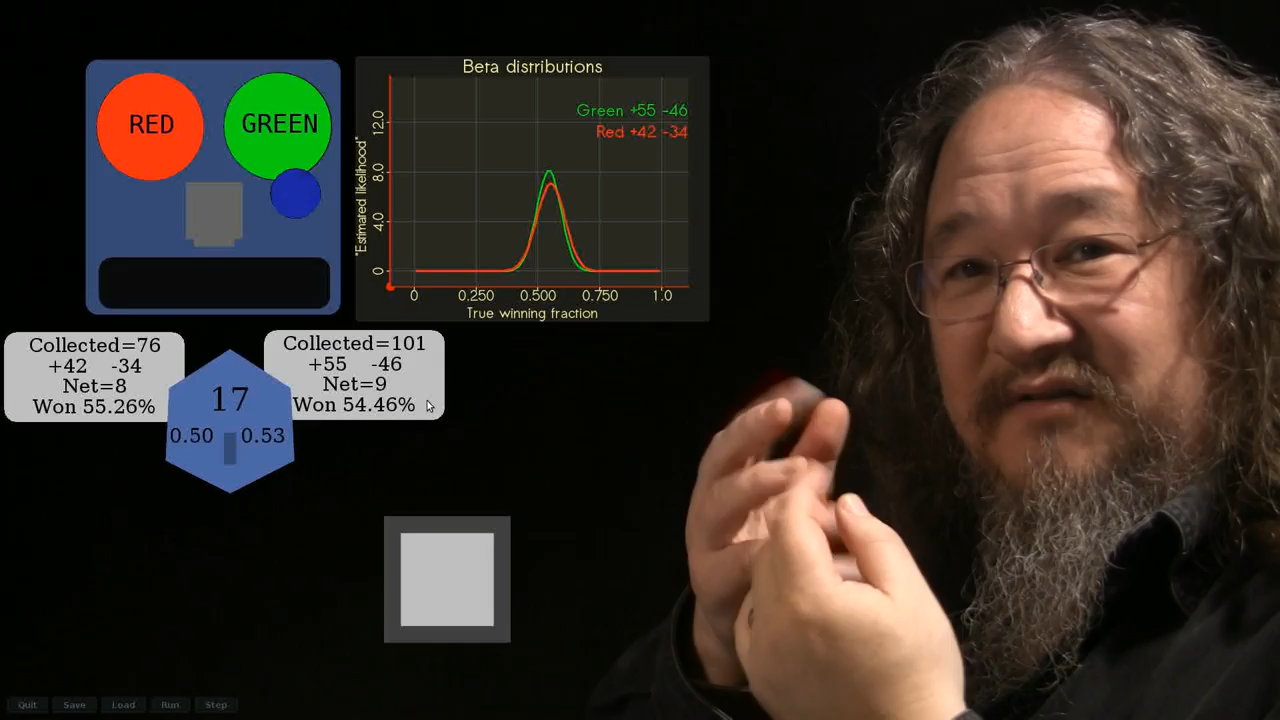 RED
GREEN
Beta distributions
Green +55 -46
Red +42 -34
12.0
8.0
4.0
0
"Estimated likelihood"
0
0.250
0.500
0.750
1.0
True winning fraction
Collected=76
+42 -34
Net=8
Won 55.26%
Collected=101
+55 -46
Net=9
Won 54.46%
17
0.50
0.53
Quit
Save
Load
Run
Step